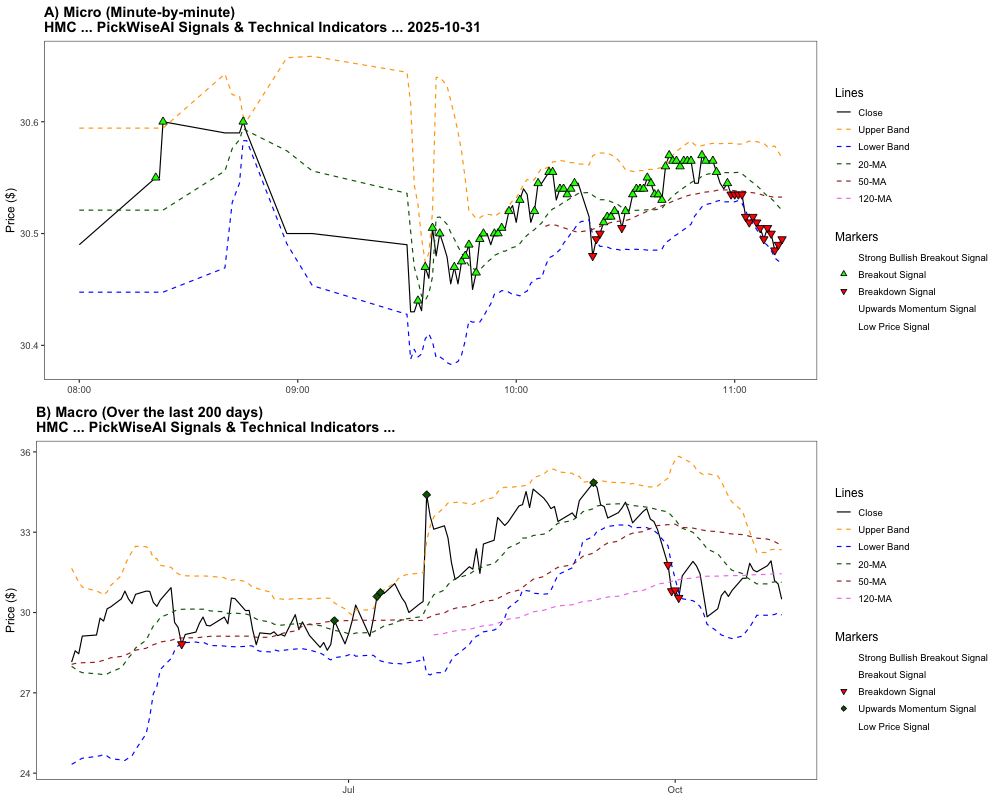 A) Micro (Minute-by-minute)
HMC ... PickWiseAI Signals & Technical Indicators ... 2025-10-31
Price ($)
30.6
30.5
30.4
08:00
09:00
10:00
11:00
Lines
Close
Upper Band
Lower Band
20-MA
50-MA
120-MA
Markers
Strong Bullish Breakout Signal
Breakout Signal
Breakdown Signal
Upwards Momentum Signal
Low Price Signal
B) Macro (Over the last 200 days)
HMC ... PickWiseAI Signals & Technical Indicators ...
Price ($)
36
33
30
27
24
Jul
Oct
Lines
Close
Upper Band
Lower Band
20-MA
50-MA
120-MA
Markers
Strong Bullish Breakout Signal
Breakout Signal
Breakdown Signal
Upwards Momentum Signal
Low Price Signal